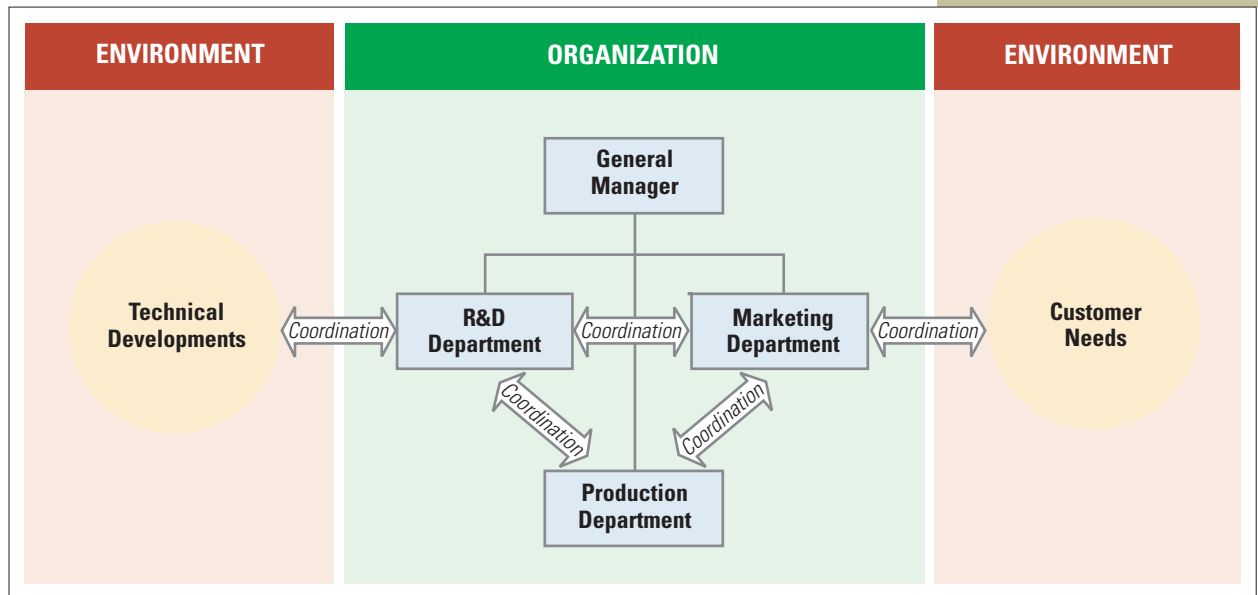 ENVIRONMENT
ORGANIZATION
ENVIRONMENT
General
Manager
Technical
Developments
Coordination
R&D
Department
Coordination
Marketing
Department
Coordination
Customer
Needs
Coordination
Coordination
Production
Department